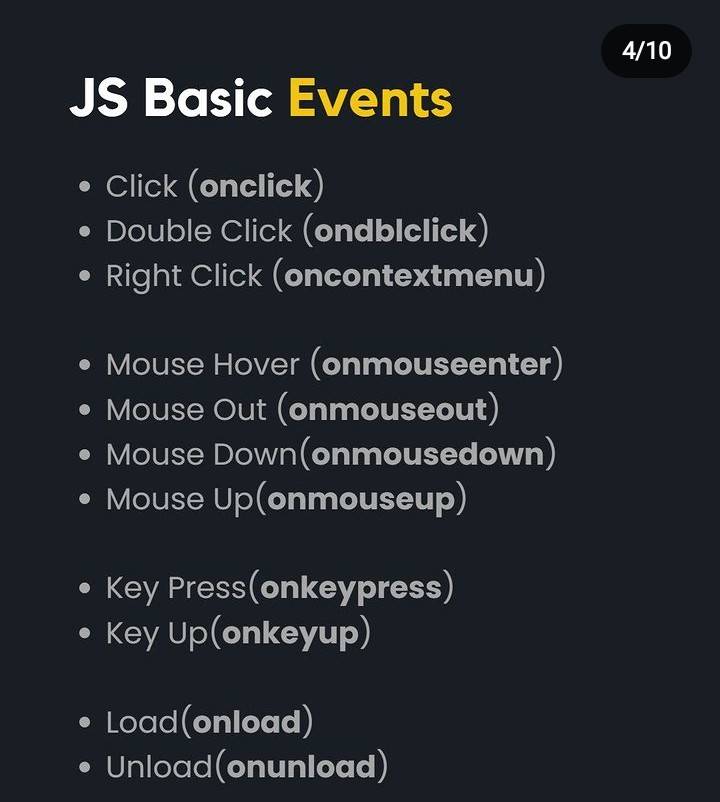 4/10
JS Basic Events
• Click (onclick)
• Double Click (ondblclick)
• Right Click (oncontextmenu)
• Mouse Hover (onmouseenter)
• Mouse Out (onmouseout)
• Mouse Down(onmousedown)
• Mouse Up(onmouseup)
• Key Press(onkeypress)
• Key Up(onkeyup)
• Load(onload)
• Unload(onunload)